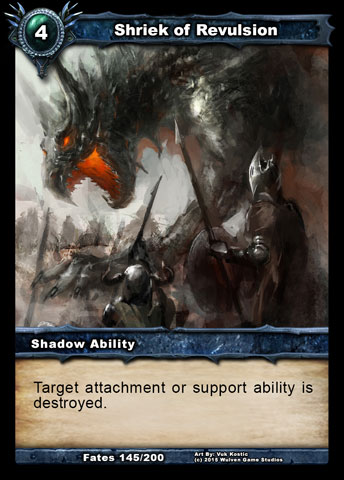 4
Shriek of Revulsion
Shadow Ability
Target attachment or support ability is
destroyed.
Fates 145/200
Art By: Vuk Kostic
(c) 2015 Wulven Game Studios